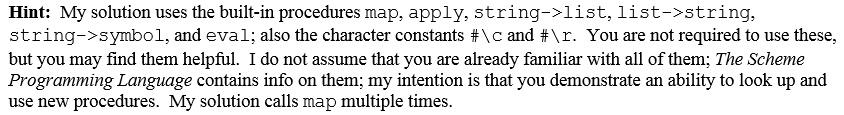 Hint: My solution uses the built-in procedures map, apply, string->list, list->string,
string->symbol, and eval; also the character constants #\c and #\r. You are not required to use these,
but you may find them helpful. I do not assume that you are already familiar with all of them; The Scheme
Programming Language contains info on them; my intention is that you demonstrate an ability to look up and
use new procedures. My solution calls map multiple times.